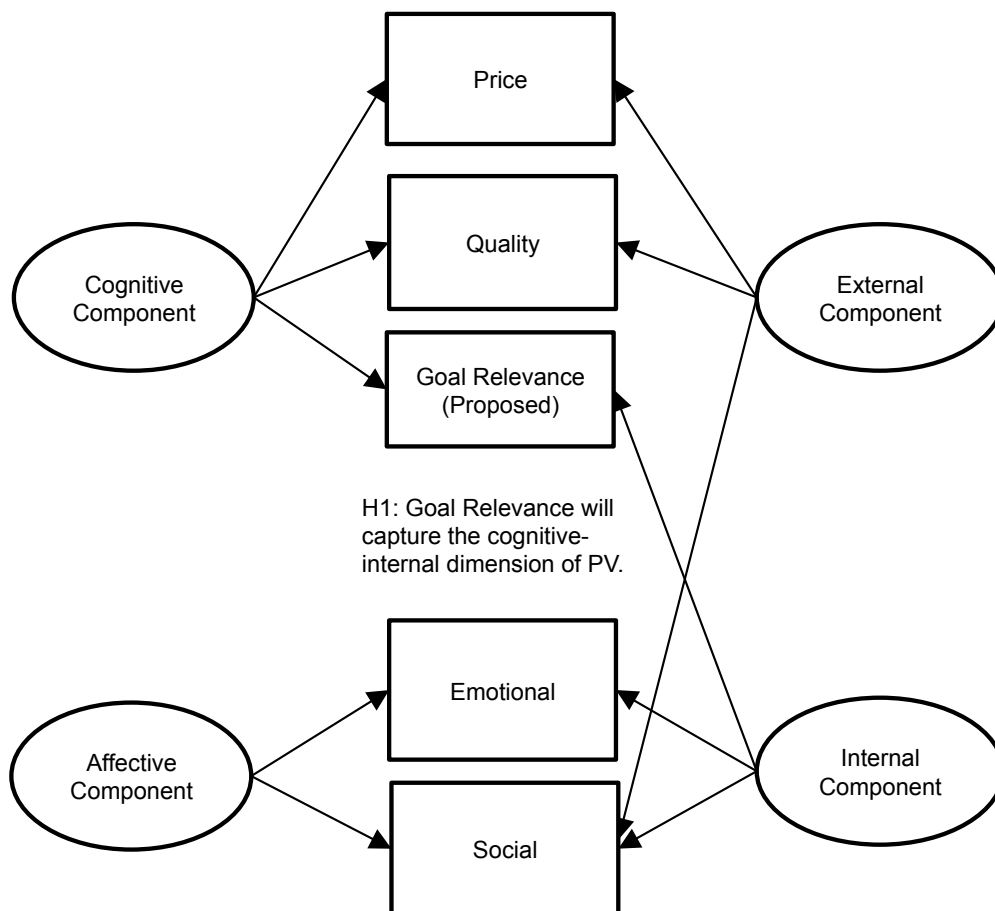 Price
Quality
Cognitive
Component
External
Component
Goal Relevance
(Proposed)
H1: Goal Relevance will
capture the cognitive-
internal dimension of PV.
Emotional
Affective
Component
Internal
Component
Social